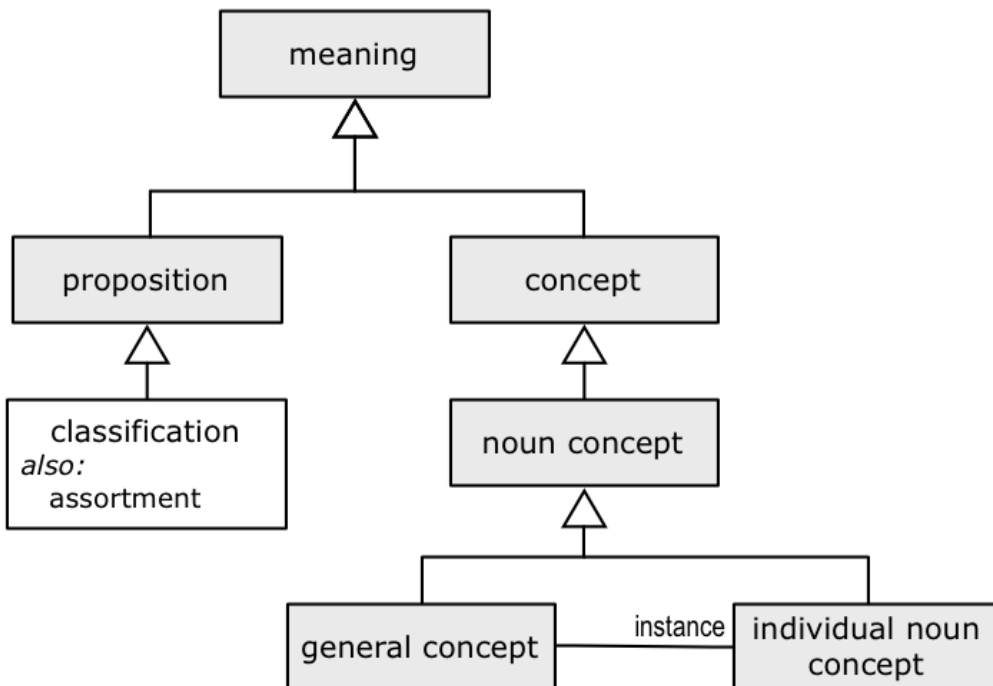 meaning
proposition
concept
classification
also:
assortment
noun concept
general concept
instance
individual noun
concept